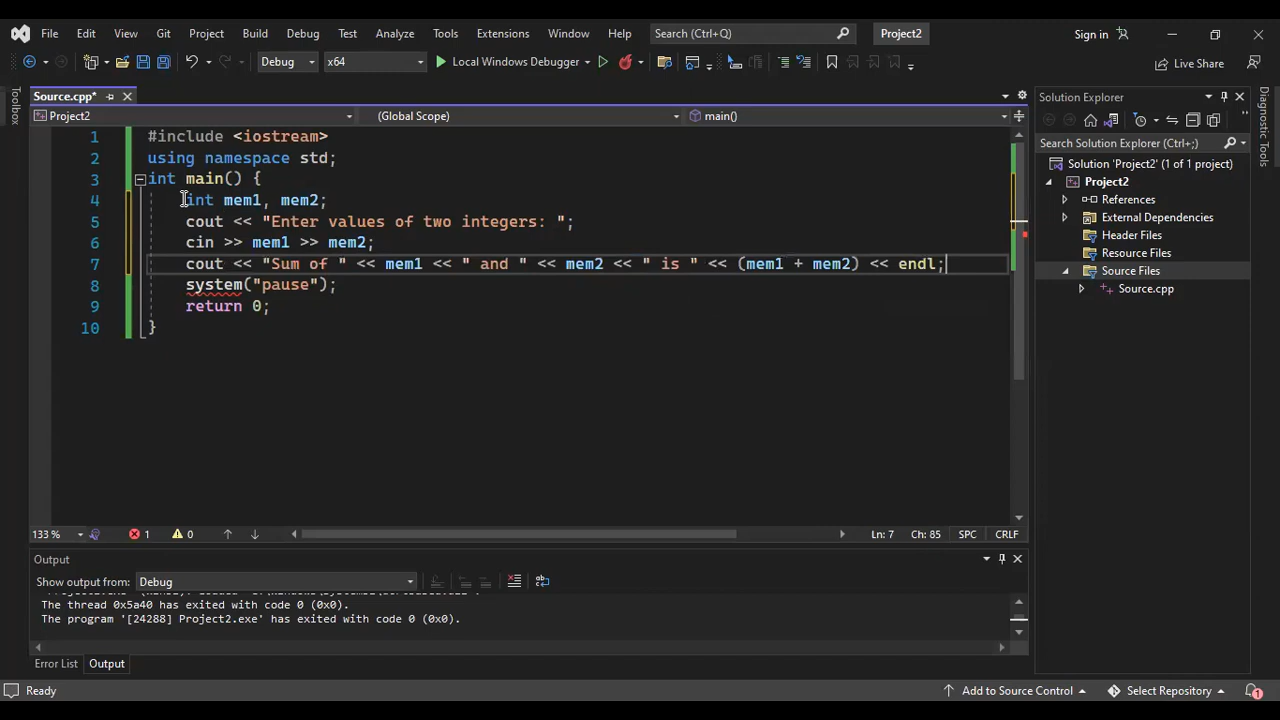 File Edit View Git Project Build Debug Test Analyze Tools Extensions Window Help Search (Ctrl+Q) Project2 Sign in
Debug x64 Local Windows Debugger Live Share
Toolbox
Source.cpp*
Project2 (Global Scope) main()
1 #include <iostream>
2 using namespace std;
3 int main() {
4 int mem1, mem2;
5 cout << "Enter values of two integers: ";
6 cin >> mem1 >> mem2;
7 cout << "Sum of " << mem1 << " and " << mem2 << " is " << (mem1 + mem2) << endl;
8 system("pause");
9 return 0;
10 }
133 % 1 0 Ln: 7 Ch: 85 SPC CRLF
Output
Show output from: Debug
The thread 0x5a40 has exited with code 0 (0x0).
The program '[24288] Project2.exe' has exited with code 0 (0x0).
Error List Output
Solution Explorer
Search Solution Explorer (Ctrl+;)
Solution 'Project2' (1 of 1 project)
Project2
References
External Dependencies
Header Files
Resource Files
Source Files
Source.cpp
Diagnostic Tools
Ready Add to Source Control Select Repository 1